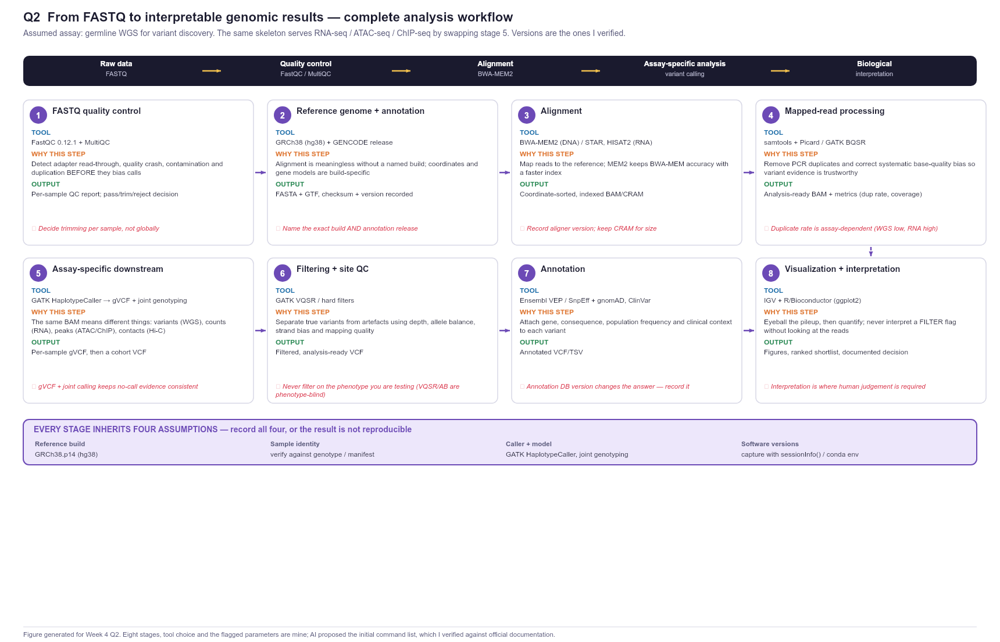 Q2  From FASTQ to interpretable genomic results — complete analysis workflow
Assumed assay: germline WGS for variant discovery. The same skeleton serves RNA-seq / ATAC-seq / ChIP-seq by swapping stage 5. Versions are the ones I verified.
Raw data
FASTQ
Quality control
FastQC / MultiQC
Alignment
BWA-MEM2
Assay-specific analysis
variant calling
Biological
interpretation
1
FASTQ quality control
TOOL
FastQC 0.12.1 + MultiQC
WHY THIS STEP
Detect adapter read-through, quality crash, contamination and
duplication BEFORE they bias calls
OUTPUT
Per-sample QC report; pass/trim/reject decision
Decide trimming per sample, not globally
2
Reference genome + annotation
TOOL
GRCh38 (hg38) + GENCODE release
WHY THIS STEP
Alignment is meaningless without a named build; coordinates and
gene models are build-specific
OUTPUT
FASTA + GTF, checksum + version recorded
Name the exact build AND annotation release
3
Alignment
TOOL
BWA-MEM2 (DNA) / STAR, HISAT2 (RNA)
WHY THIS STEP
Map reads to the reference; MEM2 keeps BWA-MEM accuracy with
a faster index
OUTPUT
Coordinate-sorted, indexed BAM/CRAM
Record aligner version; keep CRAM for size
4
Mapped-read processing
TOOL
samtools + Picard / GATK BQSR
WHY THIS STEP
Remove PCR duplicates and correct systematic base-quality bias so
variant evidence is trustworthy
OUTPUT
Analysis-ready BAM + metrics (dup rate, coverage)
Duplicate rate is assay-dependent (WGS low, RNA high)
5
Assay-specific downstream
TOOL
GATK HaplotypeCaller → gVCF + joint genotyping
WHY THIS STEP
The same BAM means different things: variants (WGS), counts
(RNA), peaks (ATAC/ChIP), contacts (Hi-C)
OUTPUT
Per-sample gVCF, then a cohort VCF
gVCF + joint calling keeps no-call evidence consistent
6
Filtering + site QC
TOOL
GATK VQSR / hard filters
WHY THIS STEP
Separate true variants from artefacts using depth, allele balance,
strand bias and mapping quality
OUTPUT
Filtered, analysis-ready VCF
Never filter on the phenotype you are testing (VQSR/AB are
phenotype-blind)
7
Annotation
TOOL
Ensembl VEP / SnpEff + gnomAD, ClinVar
WHY THIS STEP
Attach gene, consequence, population frequency and clinical context
to each variant
OUTPUT
Annotated VCF/TSV
Annotation DB version changes the answer — record it
8
Visualization + interpretation
TOOL
IGV + R/Bioconductor (ggplot2)
WHY THIS STEP
Eyeball the pileup, then quantify; never interpret a FILTER flag
without looking at the reads
OUTPUT
Figures, ranked shortlist, documented decision
Interpretation is where human judgement is required
EVERY STAGE INHERITS FOUR ASSUMPTIONS — record all four, or the result is not reproducible
Reference build
GRCh38.p14 (hg38)
Sample identity
verify against genotype / manifest
Caller + model
GATK HaplotypeCaller, joint genotyping
Software versions
capture with sessionInfo() / conda env
Figure generated for Week 4 Q2. Eight stages, tool choice and the flagged parameters are mine; AI proposed the initial command list, which I verified against official documentation.